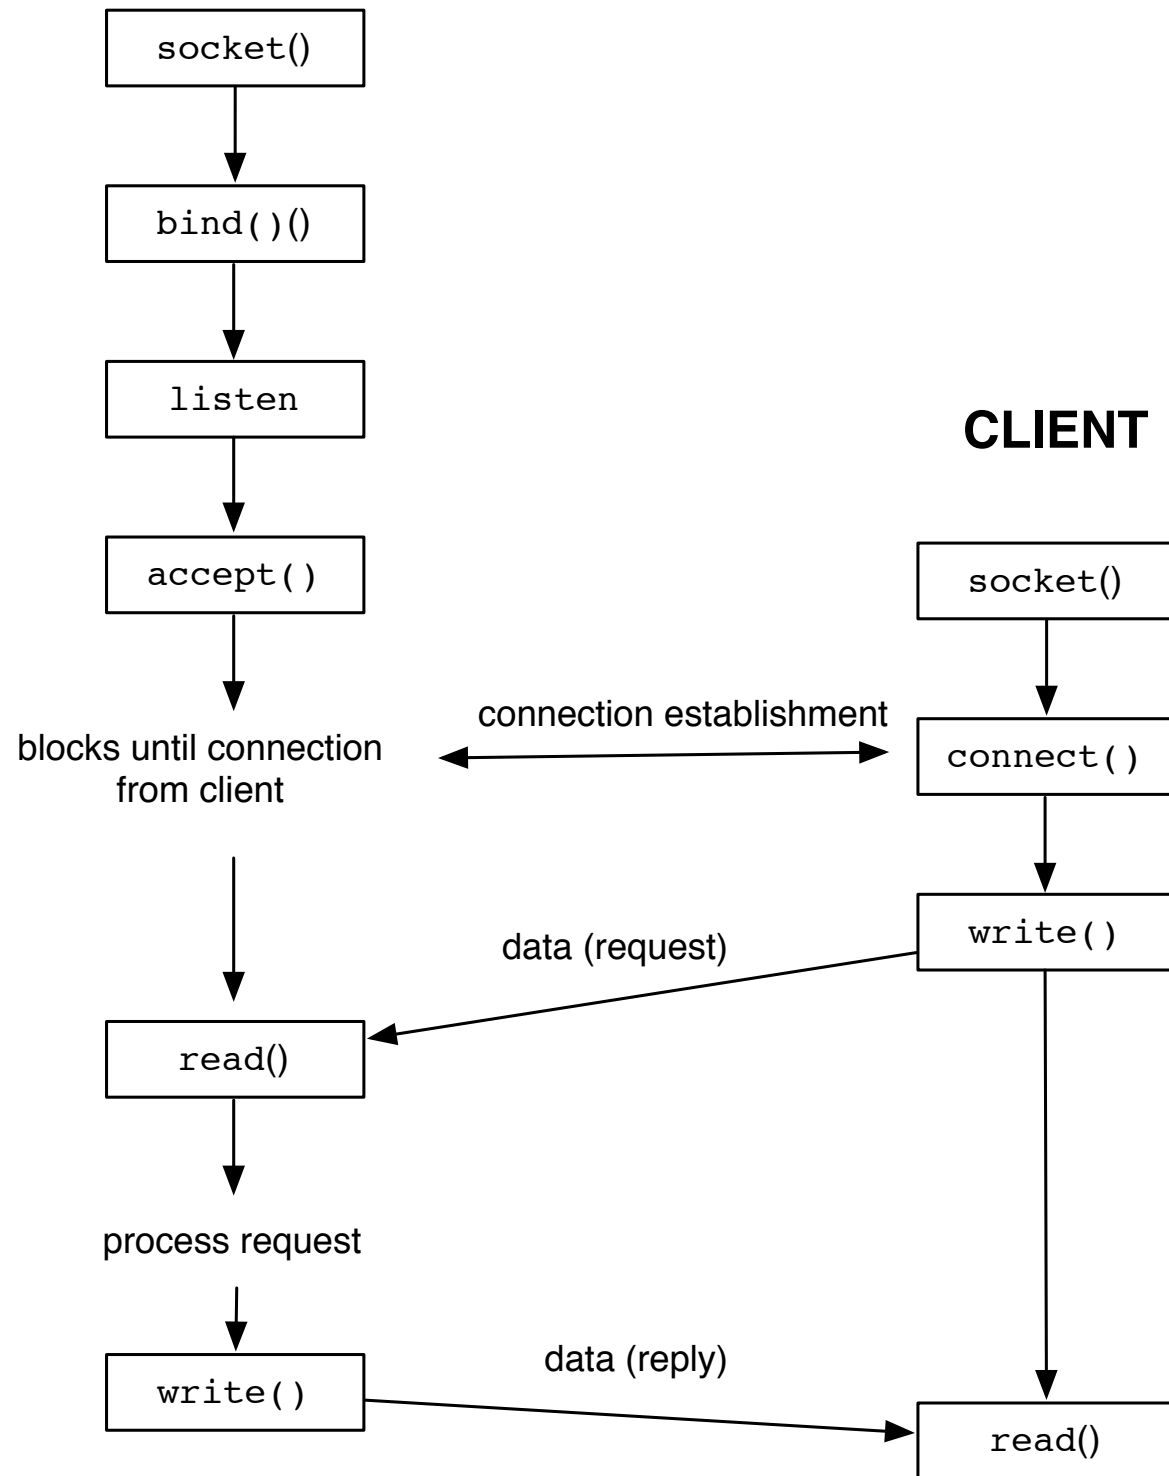 socket()
bind()()
listen
CLIENT
accept()
socket()
connection establishment
blocks until connection
from client
connect()
write()
data (request)
read()
process request
data (reply)
write()
read()